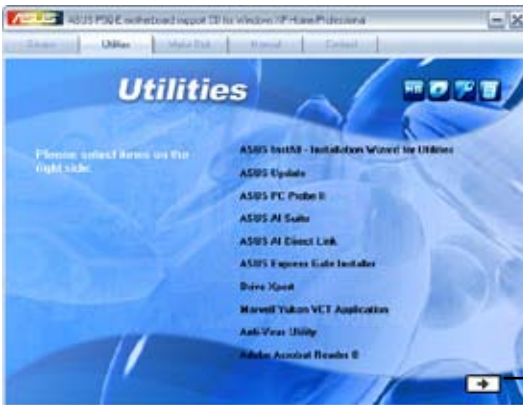 ASUS P5Q-E motherboard support CD for Windows XP Home/Professional
Drivers Utilities Make Disk Manual Contact
Utilities
Please select items on the
right side.
ASUS InstAll - Installation Wizard for Utilities
ASUS Update
ASUS PC Probe II
ASUS AI Suite
ASUS AI Direct Link
ASUS Express Gate Installer
Drive Xpert
Marvell Yukon VCT Application
Anti-Virus Utility
Adobe Acrobat Reader 8